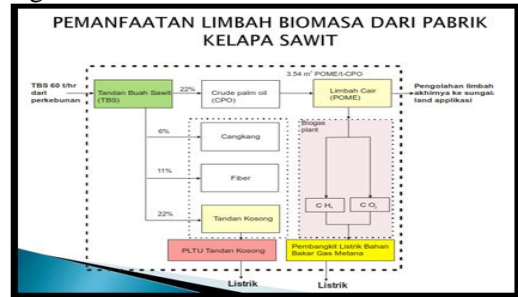 PEMANFAATAN LIMBAH BIOMASA DARI PABRIK
KELAPA SAWIT
3.54 m³ POME/t-CPO
TBS 60 t/hr
dari
perkebunan
Tandan Buah Sawit
(TBS)
22%
Crude palm oil
(CPO)
Limbah Cair
(POME)
Pengolahan limbah
akhirnya ke sungai,
land applikasi
6%
Cangkang
Biogas
plant
11%
Fiber
C H₄
C O₂
22%
Tandan Kosong
PLTU Tandan Kosong
Pembangkit Listrik Bahan
Bakar Gas Metana
Listrik
Listrik